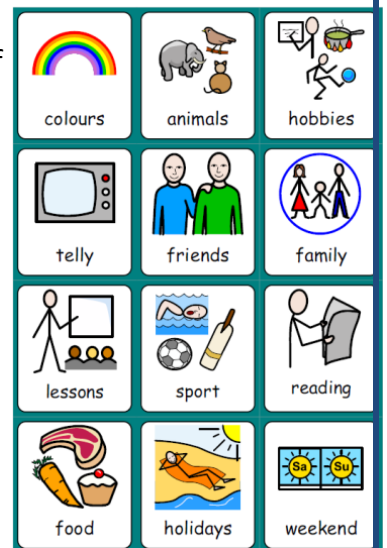 colours animals hobbies
telly friends family
lessons sport reading
food holidays weekend
Sa Su